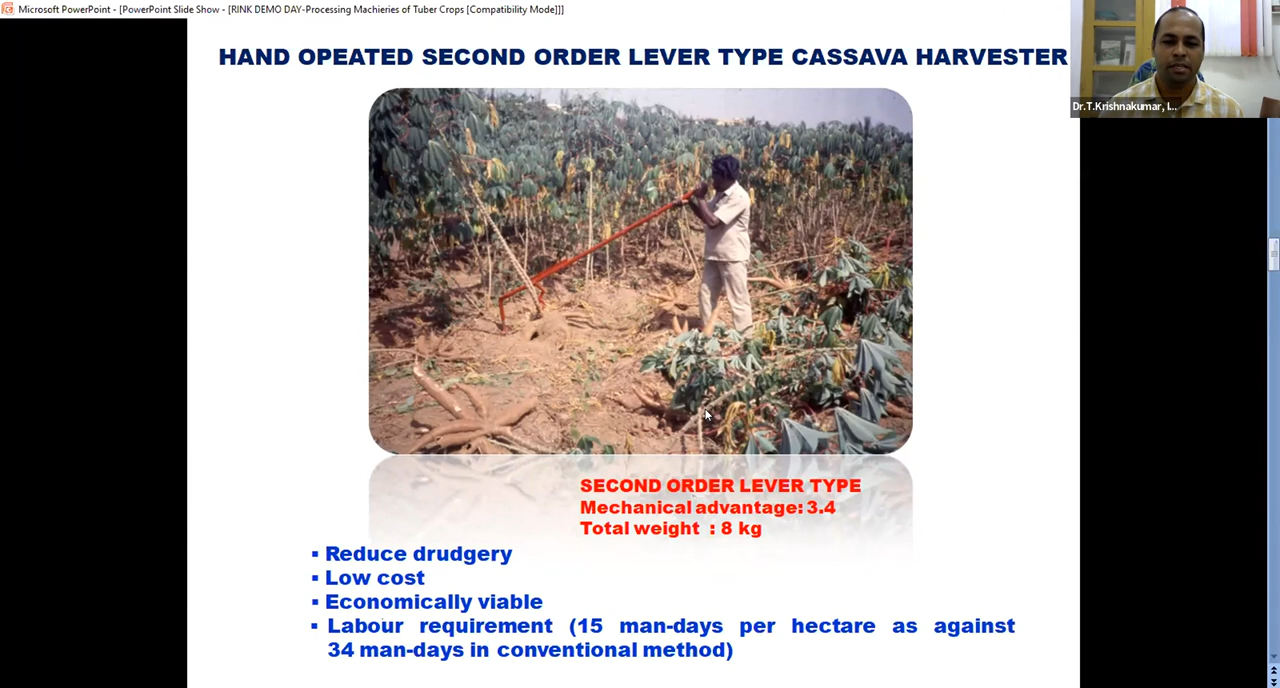 Microsoft PowerPoint - [PowerPoint Slide Show - [RINK DEMO DAY-Processing Machieries of Tuber Crops [Compatibility Mode]]]
HAND OPEATED SECOND ORDER LEVER TYPE CASSAVA HARVESTER
Dr.T.Krishnakumar, I...
SECOND ORDER LEVER TYPE
Mechanical advantage: 3.4
Total weight : 8 kg
▪ Reduce drudgery
▪ Low cost
▪ Economically viable
▪ Labour requirement (15 man-days per hectare as against
34 man-days in conventional method)